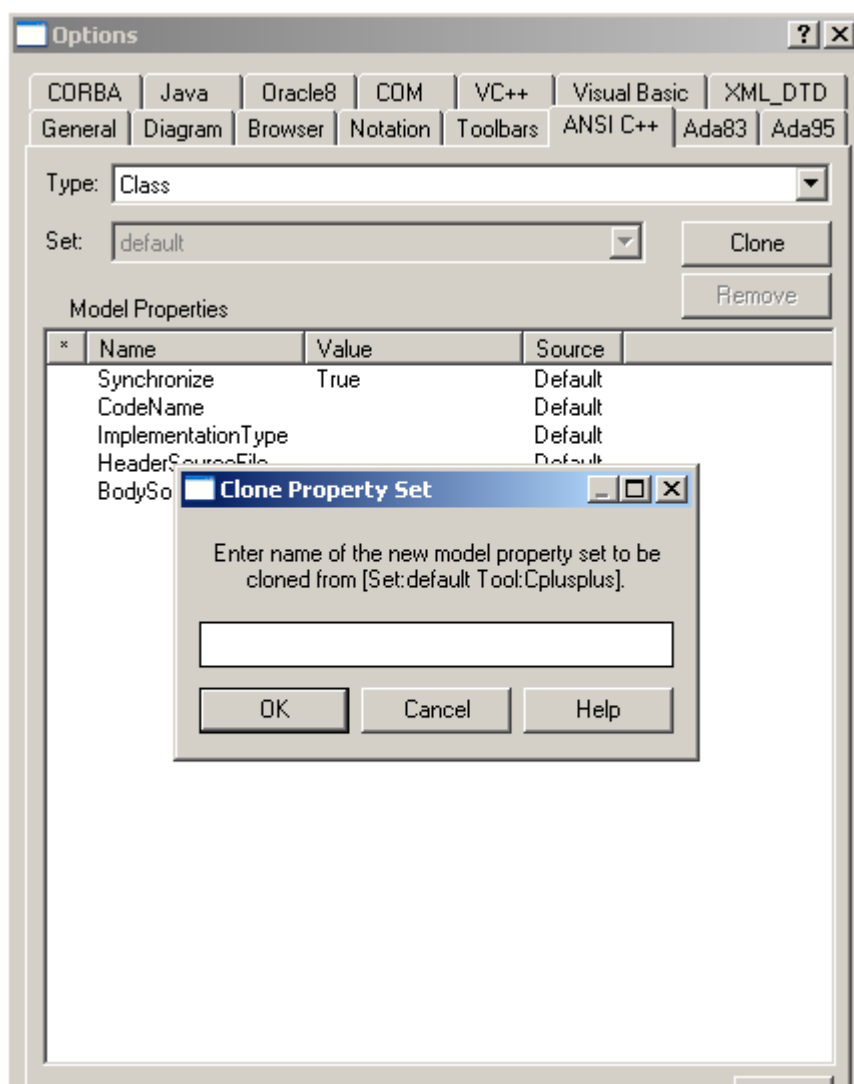 Options
CORBA Java Oracle8 COM VC++ Visual Basic XML_DTD
General Diagram Browser Notation Toolbars ANSI C++ Ada83 Ada95
Type: Class
Set: default Clone
Remove
Model Properties
* Name Value Source
Synchronize True Default
CodeName Default
ImplementationType Default
HeaderSourceFile Default
BodySo
Clone Property Set
Enter name of the new model property set to be
cloned from [Set:default Tool:Cplusplus].
OK Cancel Help